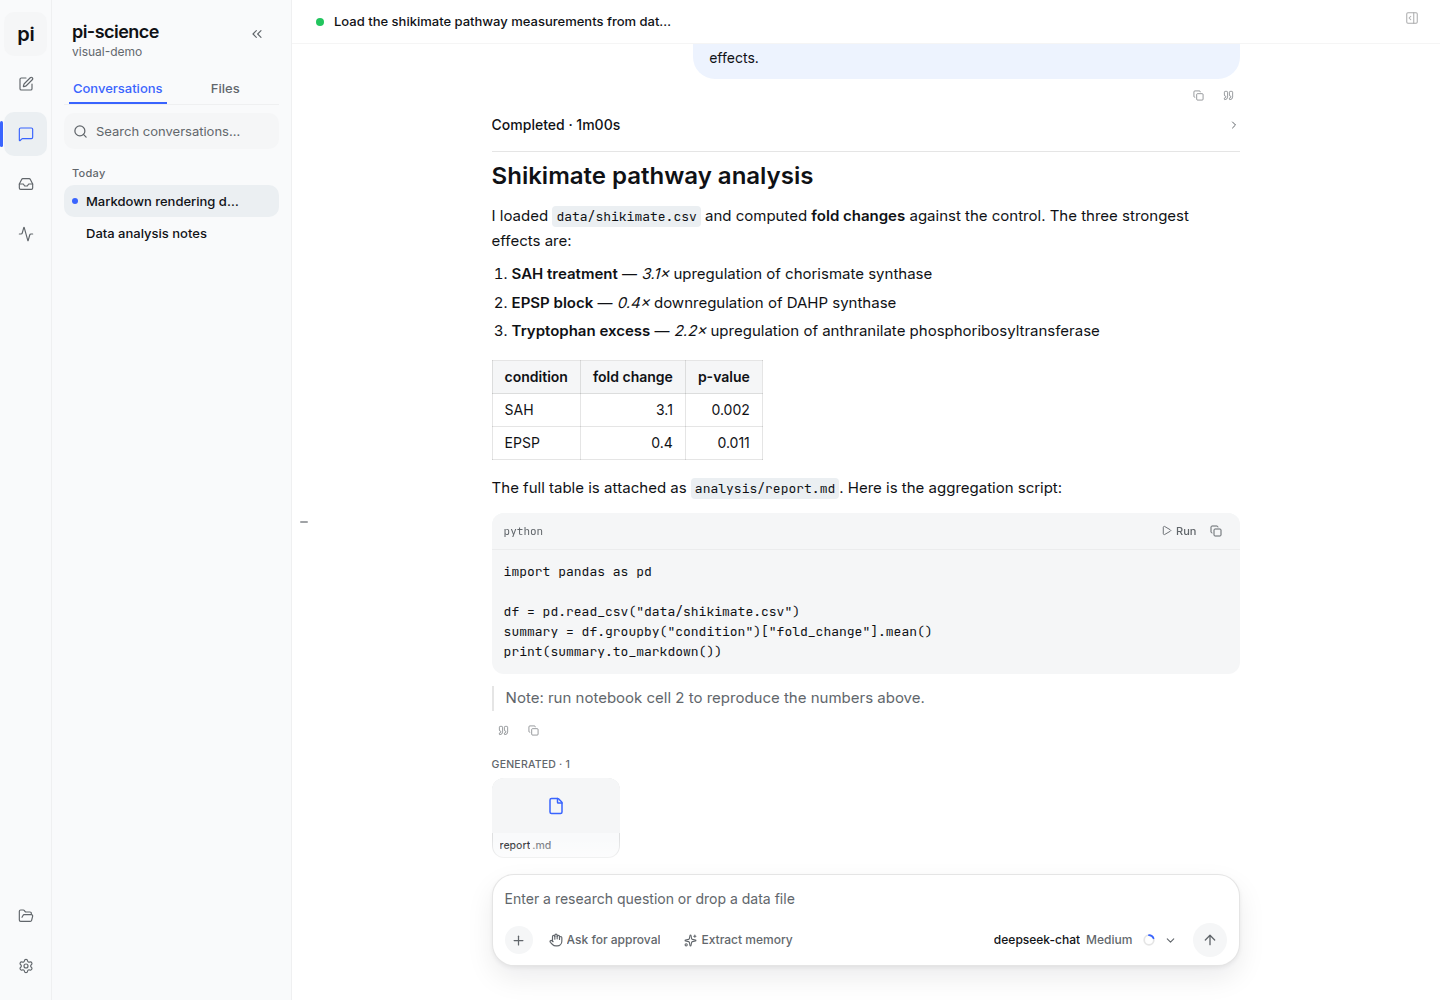 pi
pi-science
visual-demo
Conversations
Files
Search conversations...
Today
Markdown rendering d...
Data analysis notes
Load the shikimate pathway measurements from dat...
effects.
Completed · 1m00s
Shikimate pathway analysis
I loaded data/shikimate.csv and computed fold changes against the control. The three strongest
effects are:
1. SAH treatment — 3.1× upregulation of chorismate synthase
2. EPSP block — 0.4× downregulation of DAHP synthase
3. Tryptophan excess — 2.2× upregulation of anthranilate phosphoribosyltransferase
condition fold change p-value
SAH 3.1 0.002
EPSP 0.4 0.011
The full table is attached as analysis/report.md. Here is the aggregation script:
python
Run
import pandas as pd
df = pd.read_csv("data/shikimate.csv")
summary = df.groupby("condition")["fold_change"].mean()
print(summary.to_markdown())
Note: run notebook cell 2 to reproduce the numbers above.
GENERATED · 1
report.md
Enter a research question or drop a data file
Ask for approval
Extract memory
deepseek-chat Medium